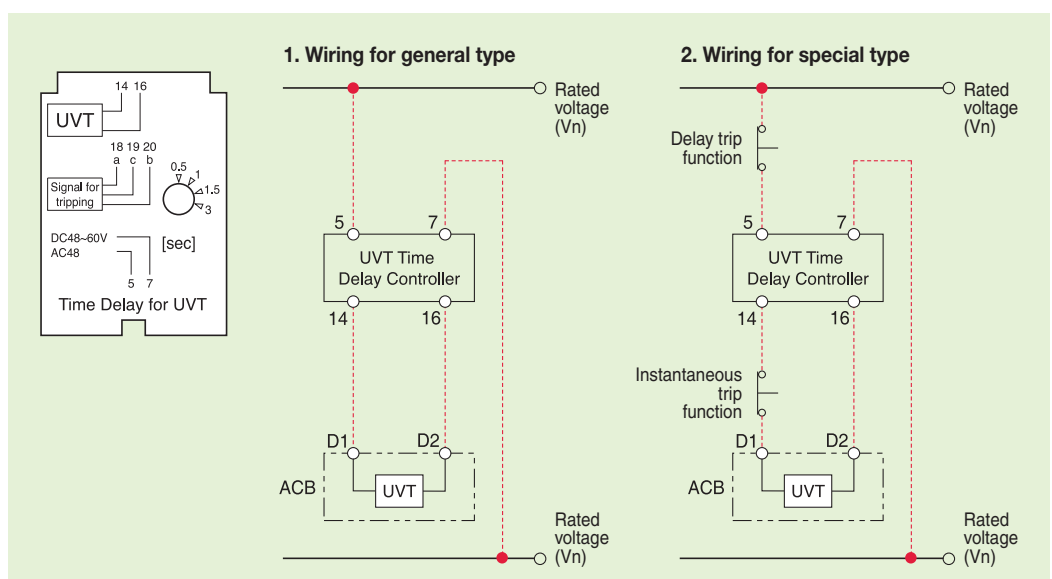 14 16
UVT
18 19 20
a c b
Signal for
tripping
0.5
1
1.5
3
DC48~60V
AC48
[sec]
5 7
Time Delay for UVT
1. Wiring for general type
Rated
voltage
(Vn)
5 7
UVT Time
Delay Controller
14 16
D1 D2
ACB
UVT
Rated
voltage
(Vn)
2. Wiring for special type
Rated
voltage
(Vn)
Delay trip
function
5 7
UVT Time
Delay Controller
14 16
Instantaneous
trip
function
D1 D2
ACB
UVT
Rated
voltage
(Vn)